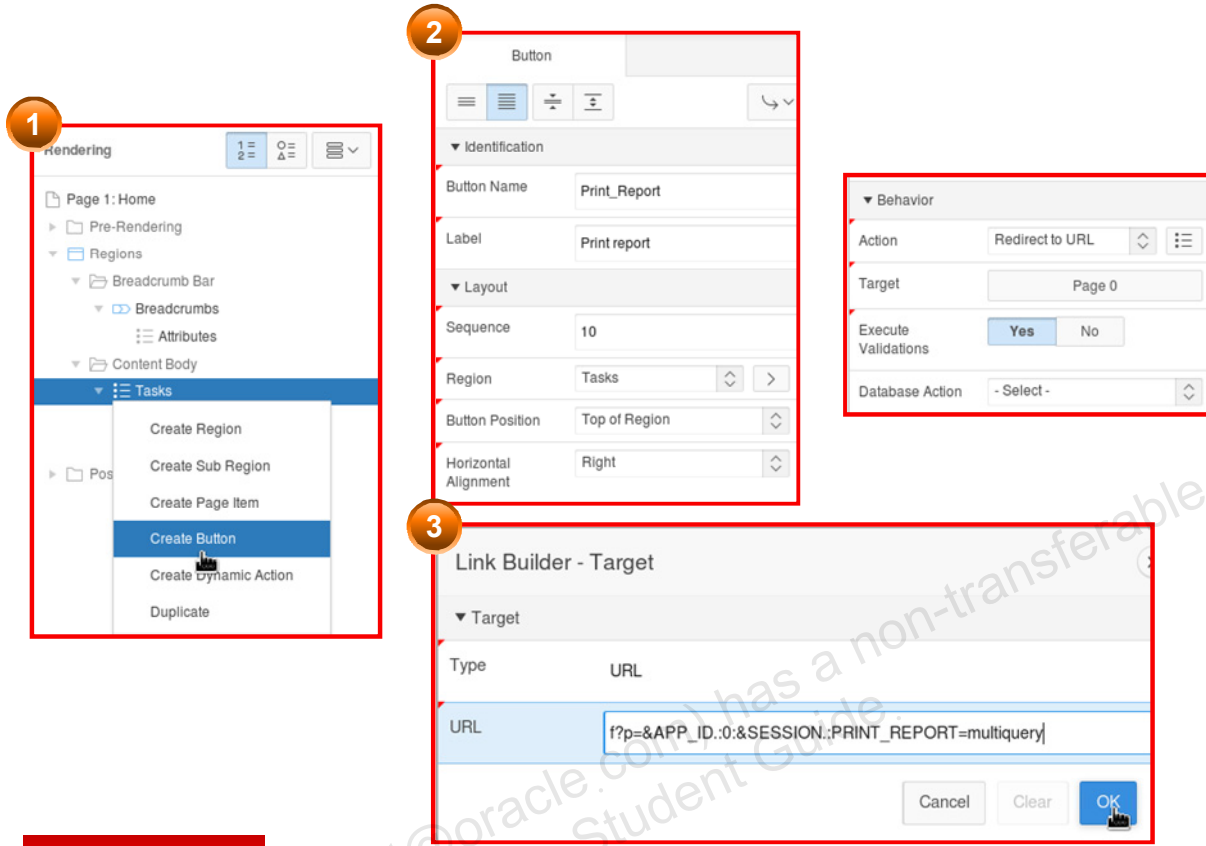 1
Rendering
Page 1: Home
Pre-Rendering
Regions
Breadcrumb Bar
Breadcrumbs
Attributes
Content Body
Tasks
Create Region
Create Sub Region
Pos
Create Page Item
Create Button
Create Dynamic Action
Duplicate
2
Button
Identification
Button Name Print_Report
Label Print report
Layout
Sequence 10
Region Tasks
Button Position Top of Region
Horizontal Alignment Right
Behavior
Action Redirect to URL
Target Page 0
Execute Validations Yes No
Database Action - Select -
3
Link Builder - Target
Target
Type URL
URL f?p=&APP_ID.:0:&SESSION.:PRINT_REPORT=multiquery
Cancel Clear OK
@oracle.com) has a non-transferable
Student Guide.